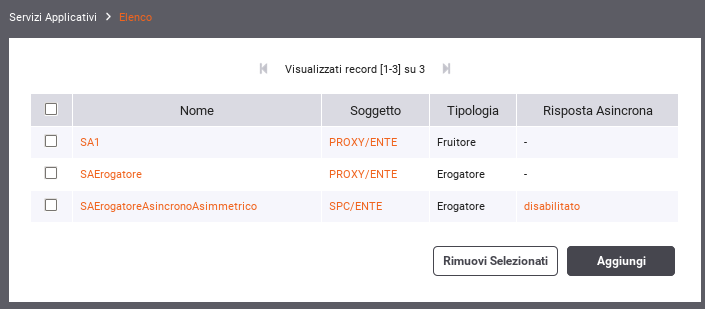 Servizi Applicativi > Elenco
Visualizzati record [1-3] su 3
Nome Soggetto Tipologia Risposta Asincrona
SA1 PROXY/ENTE Fruitore -
SAErogatore PROXY/ENTE Erogatore -
SAErogatoreAsincronoAsimmetrico SPC/ENTE Erogatore disabilitato
Rimuovi Selezionati Aggiungi